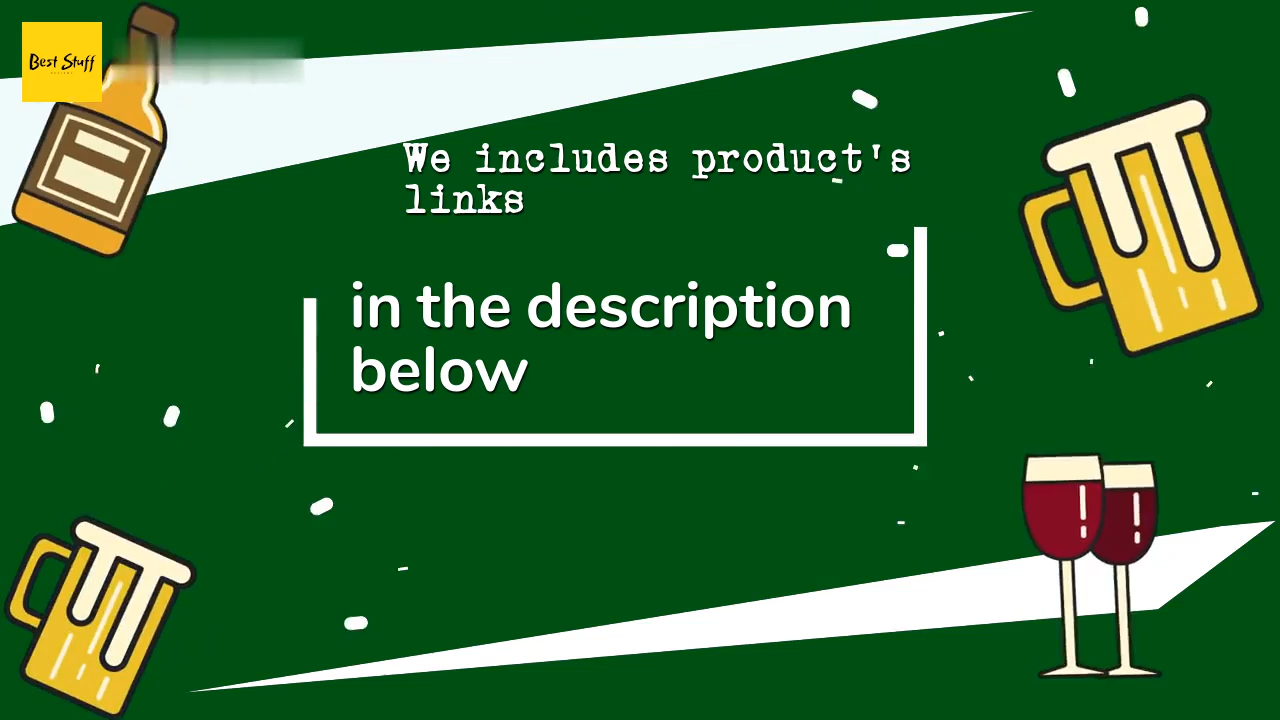 Best Stuff
We includes product's
links
in the description
below